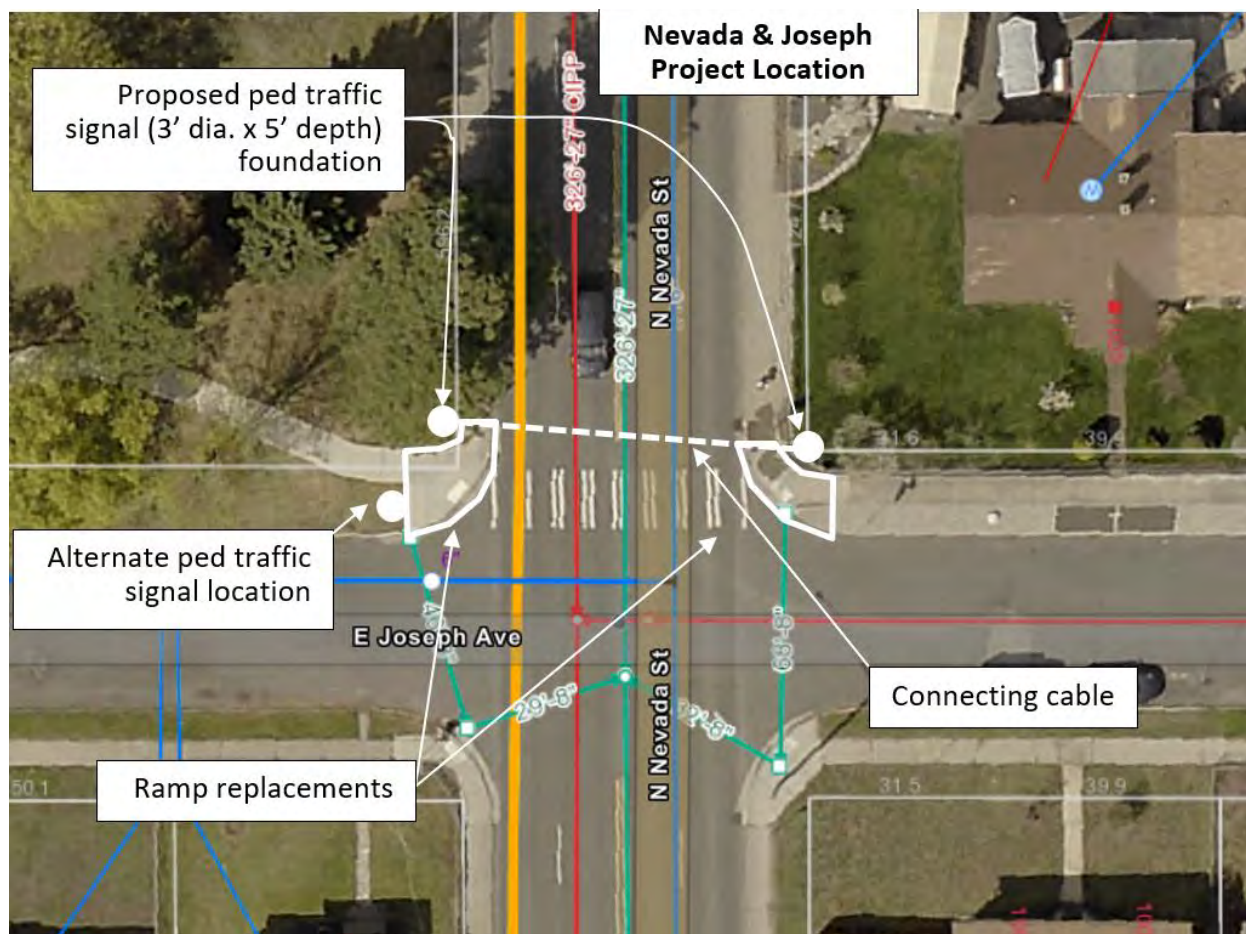 Nevada & Joseph
Project Location
Proposed ped traffic
signal (3’ dia. x 5’ depth)
foundation
326'-27" CIPP
326'-27"
N Nevada St
31.6
39.9
Alternate ped traffic
signal location
6"
E Joseph Ave
Connecting cable
29'-8"
32'-8"
N Nevada St
Ramp replacements
50.1
31.5
39.9